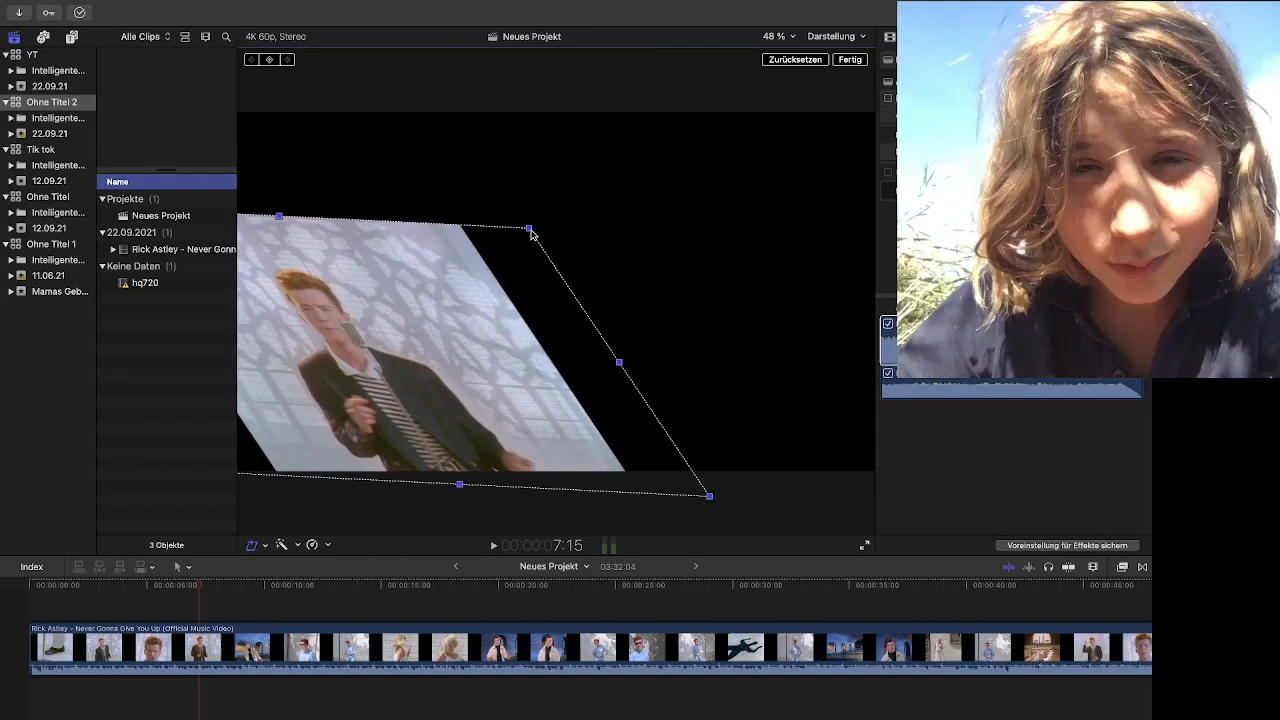 Alle Clips
4K 60p, Stereo
Neues Projekt
48 %
Darstellung
Zurücksetzen
Fertig
YT
Intelligente...
22.09.21
Ohne Titel 2
Intelligente...
22.09.21
Tik tok
Intelligente...
12.09.21
Ohne Titel
Intelligente...
12.09.21
Ohne Titel 1
Intelligente...
11.06.21
Mamas Geb...
Name
Projekte (1)
Neues Projekt
22.09.2021 (1)
Rick Astley - Never Gonn
Keine Daten (1)
hq720
3 Objekte
00:00:00:07:15
Voreinstellung für Effekte sichern
Index
Neues Projekt
03:32:04
00:00:00:00
00:00:05:00
00:00:10:00
00:00:15:00
00:00:20:00
00:00:25:00
00:00:30:00
00:00:35:00
00:00:40:00
00:00:45:00
Rick Astley - Never Gonna Give You Up (Official Music Video)